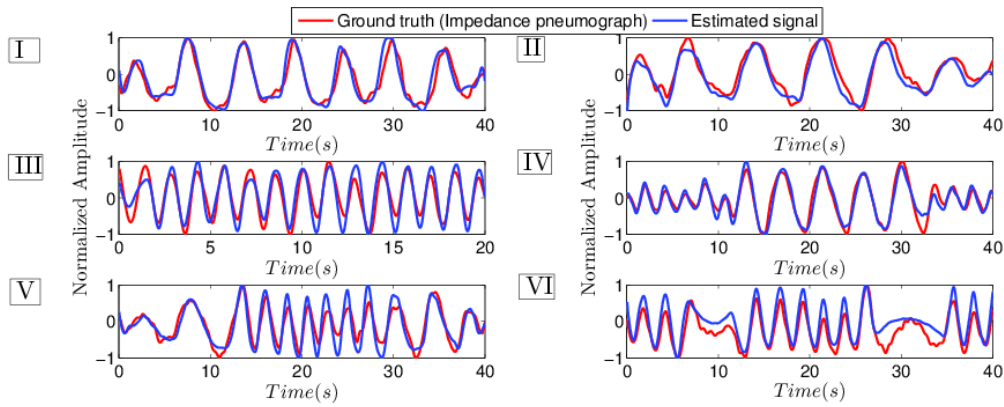 Ground truth (Impedance pneumograph) Estimated signal
I
1
0
-1
0 10 20 30 40
Time(s)
II
1
0
-1
0 10 20 30 40
Time(s)
Normalized Amplitude
Normalized Amplitude
III
1
0
-1
0 5 10 15 20
Time(s)
IV
1
0
-1
0 10 20 30 40
Time(s)
V
1
0
-1
0 10 20 30 40
Time(s)
VI
1
0
-1
0 10 20 30 40
Time(s)